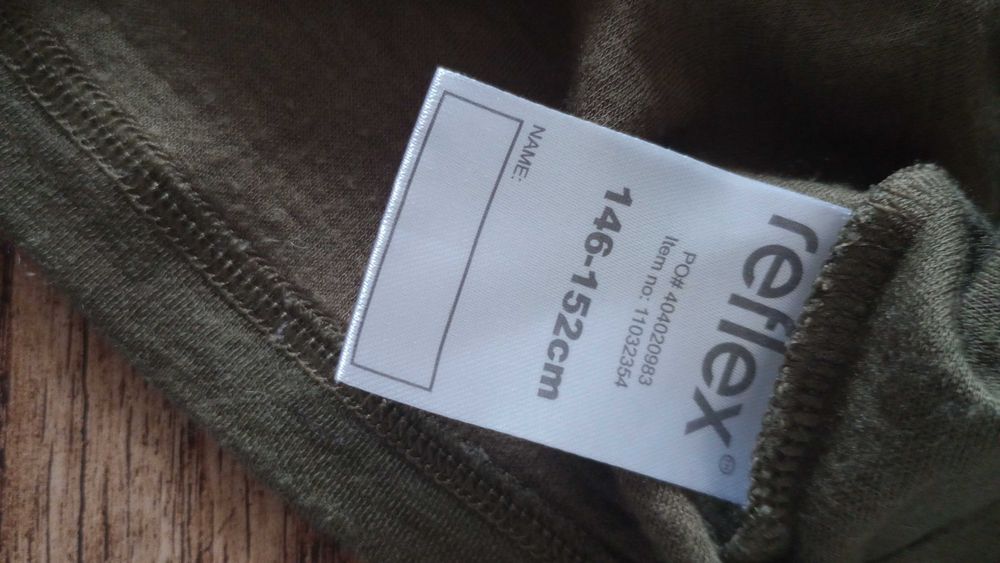 reflex
PO# 404020983
Item no: 11032354
146-152cm
NAME: